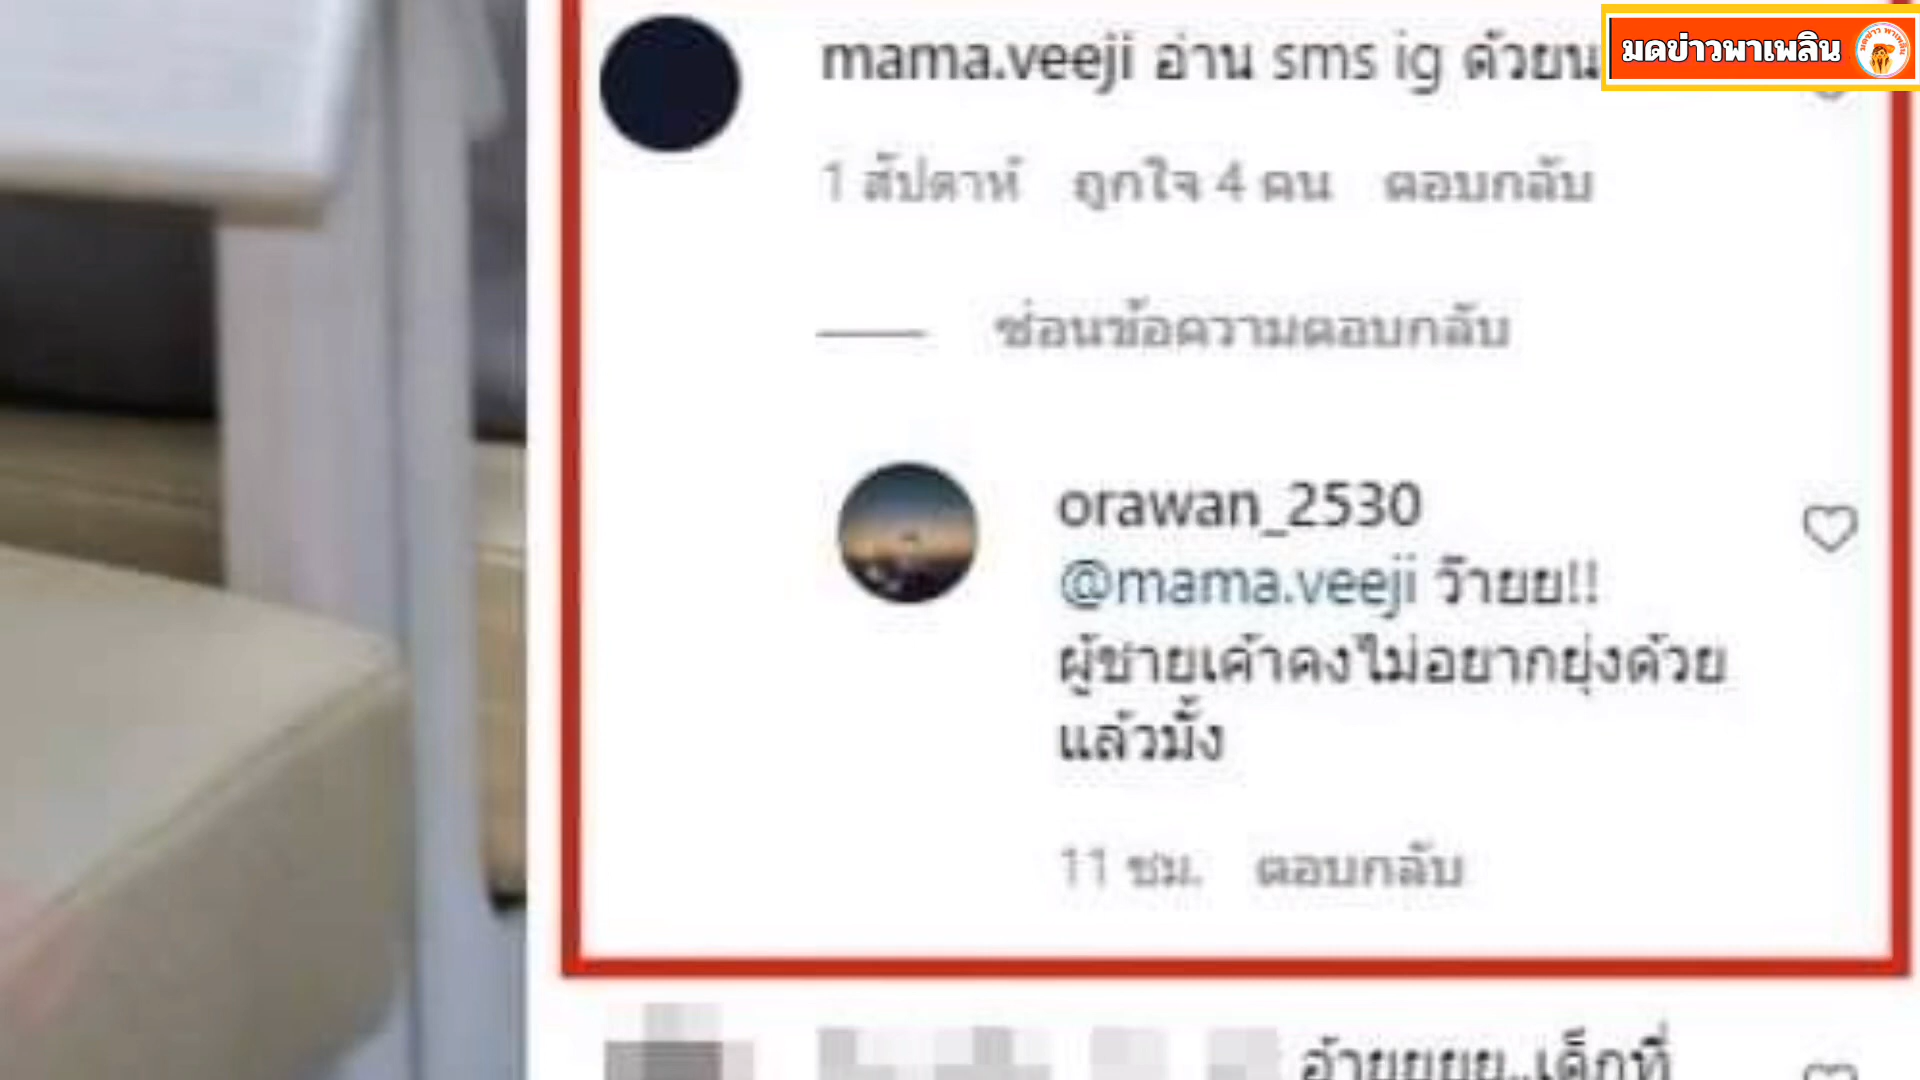 mama.veeji อ่าน sms ig ด้วยน
มดข่าวพาเพลิน
1 สัปดาห์ ถูกใจ 4 คน ตอบกลับ
ซ่อนข้อความตอบกลับ
orawan_2530
@mama.veeji ว๊ายย!!
ผู้ชายเค้าคงไม่อยากยุ่งด้วย
แล้วมั้ง
11 ชม. ตอบกลับ
อ้ายยยยย..เด็กที่